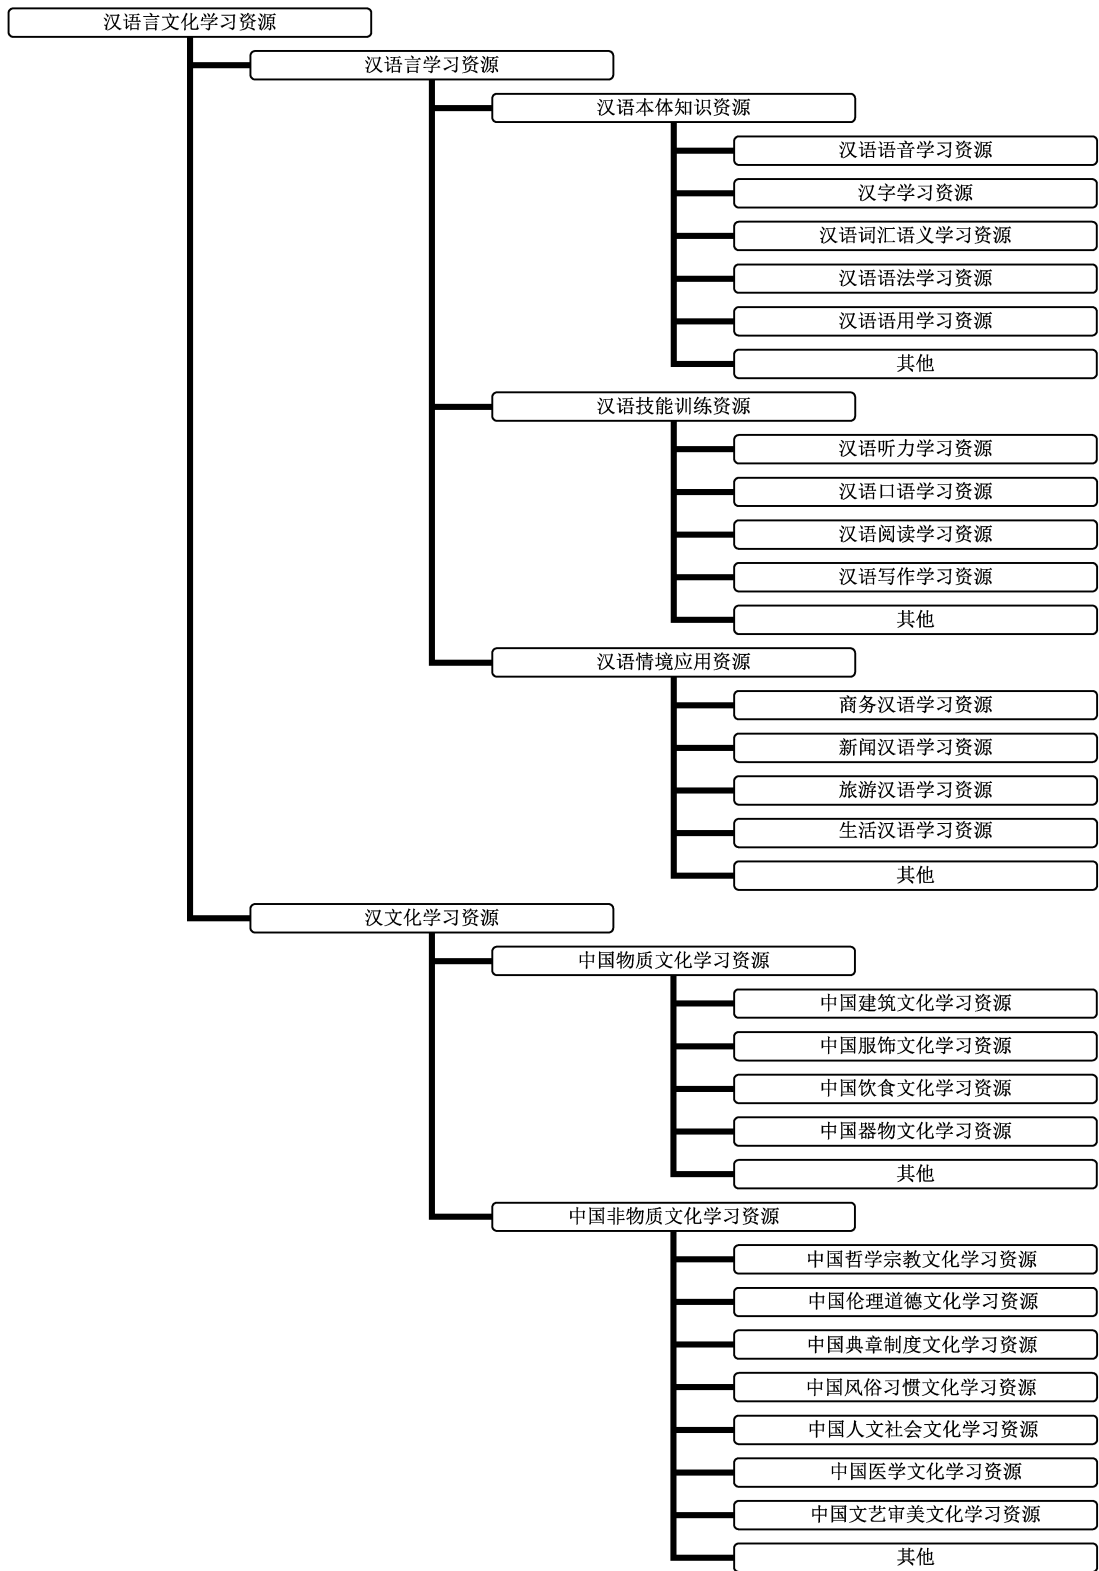 汉语言文化学习资源
汉语言学习资源
汉语本体知识资源
汉语语音学习资源
汉字学习资源
汉语词汇语义学习资源
汉语语法学习资源
汉语语用学习资源
其他
汉语技能训练资源
汉语听力学习资源
汉语口语学习资源
汉语阅读学习资源
汉语写作学习资源
其他
汉语情境应用资源
商务汉语学习资源
新闻汉语学习资源
旅游汉语学习资源
生活汉语学习资源
其他
汉文化学习资源
中国物质文化学习资源
中国建筑文化学习资源
中国服饰文化学习资源
中国饮食文化学习资源
中国器物文化学习资源
其他
中国非物质文化学习资源
中国哲学宗教文化学习资源
中国伦理道德文化学习资源
中国典章制度文化学习资源
中国风俗习惯文化学习资源
中国人文社会文化学习资源
中国医学文化学习资源
中国文艺审美文化学习资源
其他